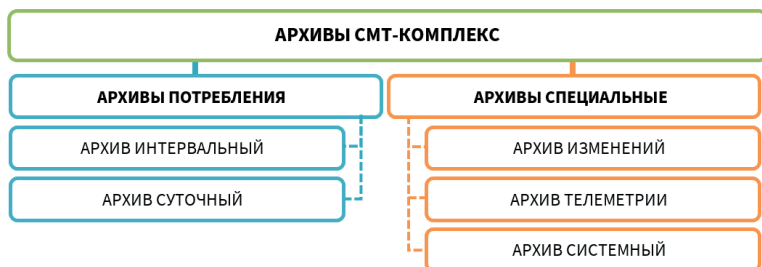 АРХИВЫ СМТ-КОМПЛЕКС
АРХИВЫ ПОТРЕБЛЕНИЯ
АРХИВ ИНТЕРВАЛЬНЫЙ
АРХИВ СУТОЧНЫЙ
АРХИВЫ СПЕЦИАЛЬНЫЕ
АРХИВ ИЗМЕНЕНИЙ
АРХИВ ТЕЛЕМЕТРИИ
АРХИВ СИСТЕМНЫЙ